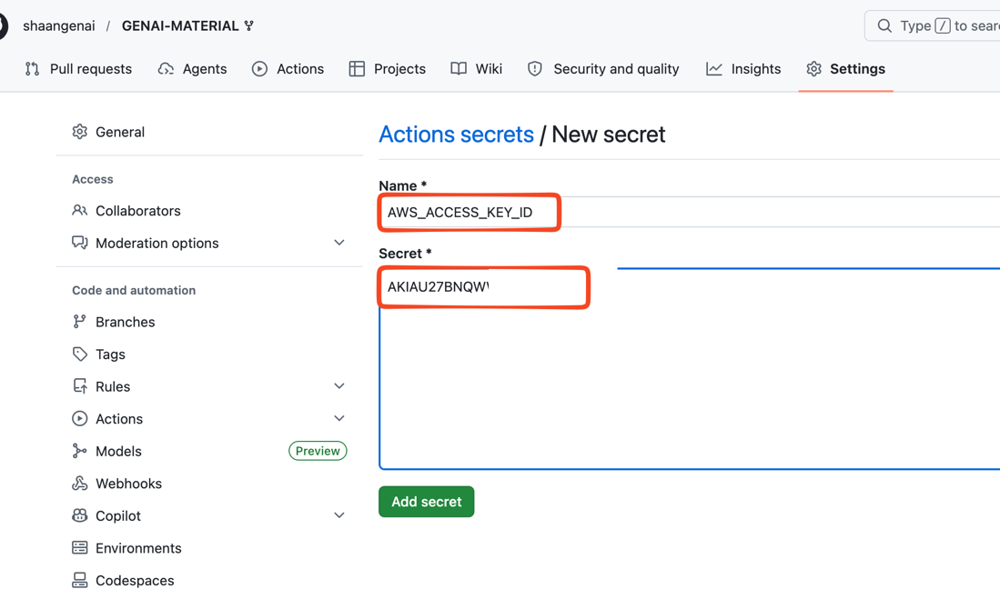 shaangenai / GENAI-MATERIAL
Type / to sear
Pull requests Agents Actions Projects Wiki Security and quality Insights Settings
General
Access
Collaborators
Moderation options
Code and automation
Branches
Tags
Rules
Actions
Models Preview
Webhooks
Copilot
Environments
Codespaces
Actions secrets / New secret
Name *
AWS_ACCESS_KEY_ID
Secret *
AKIAU27BNQW
Add secret